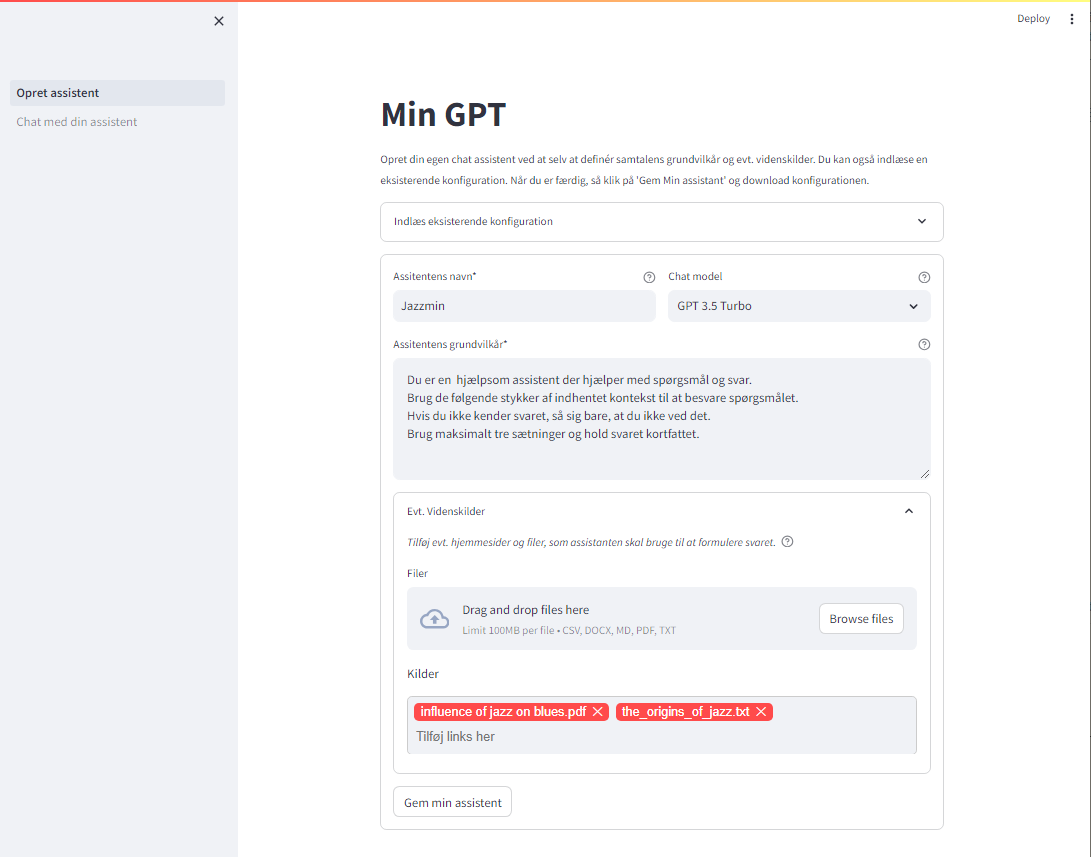 Deploy
Opret assistent
Chat med din assistent
Min GPT
Opret din egen chat assistent ved at selv at definér samtalens grundvilkår og evt. videnskilder. Du kan også indlæse en
eksisterende konfiguration. Når du er færdig, så klik på 'Gem Min assistant' og download konfigurationen.
Indlæs eksisterende konfiguration
Assitentens navn*
Chat model
Jazzmin
GPT 3.5 Turbo
Assitentens grundvilkår*
Du er en  hjælpsom assistent der hjælper med spørgsmål og svar.
Brug de følgende stykker af indhentet kontekst til at besvare spørgsmålet.
Hvis du ikke kender svaret, så sig bare, at du ikke ved det.
Brug maksimalt tre sætninger og hold svaret kortfattet.
Evt. Videnskilder
Tilføj evt. hjemmesider og filer, som assistanten skal bruge til at formulere svaret.
Filer
Drag and drop files here
Limit 100MB per file • CSV, DOCX, MD, PDF, TXT
Browse files
Kilder
influence of jazz on blues.pdf
the_origins_of_jazz.txt
Tilføj links her
Gem min assistent